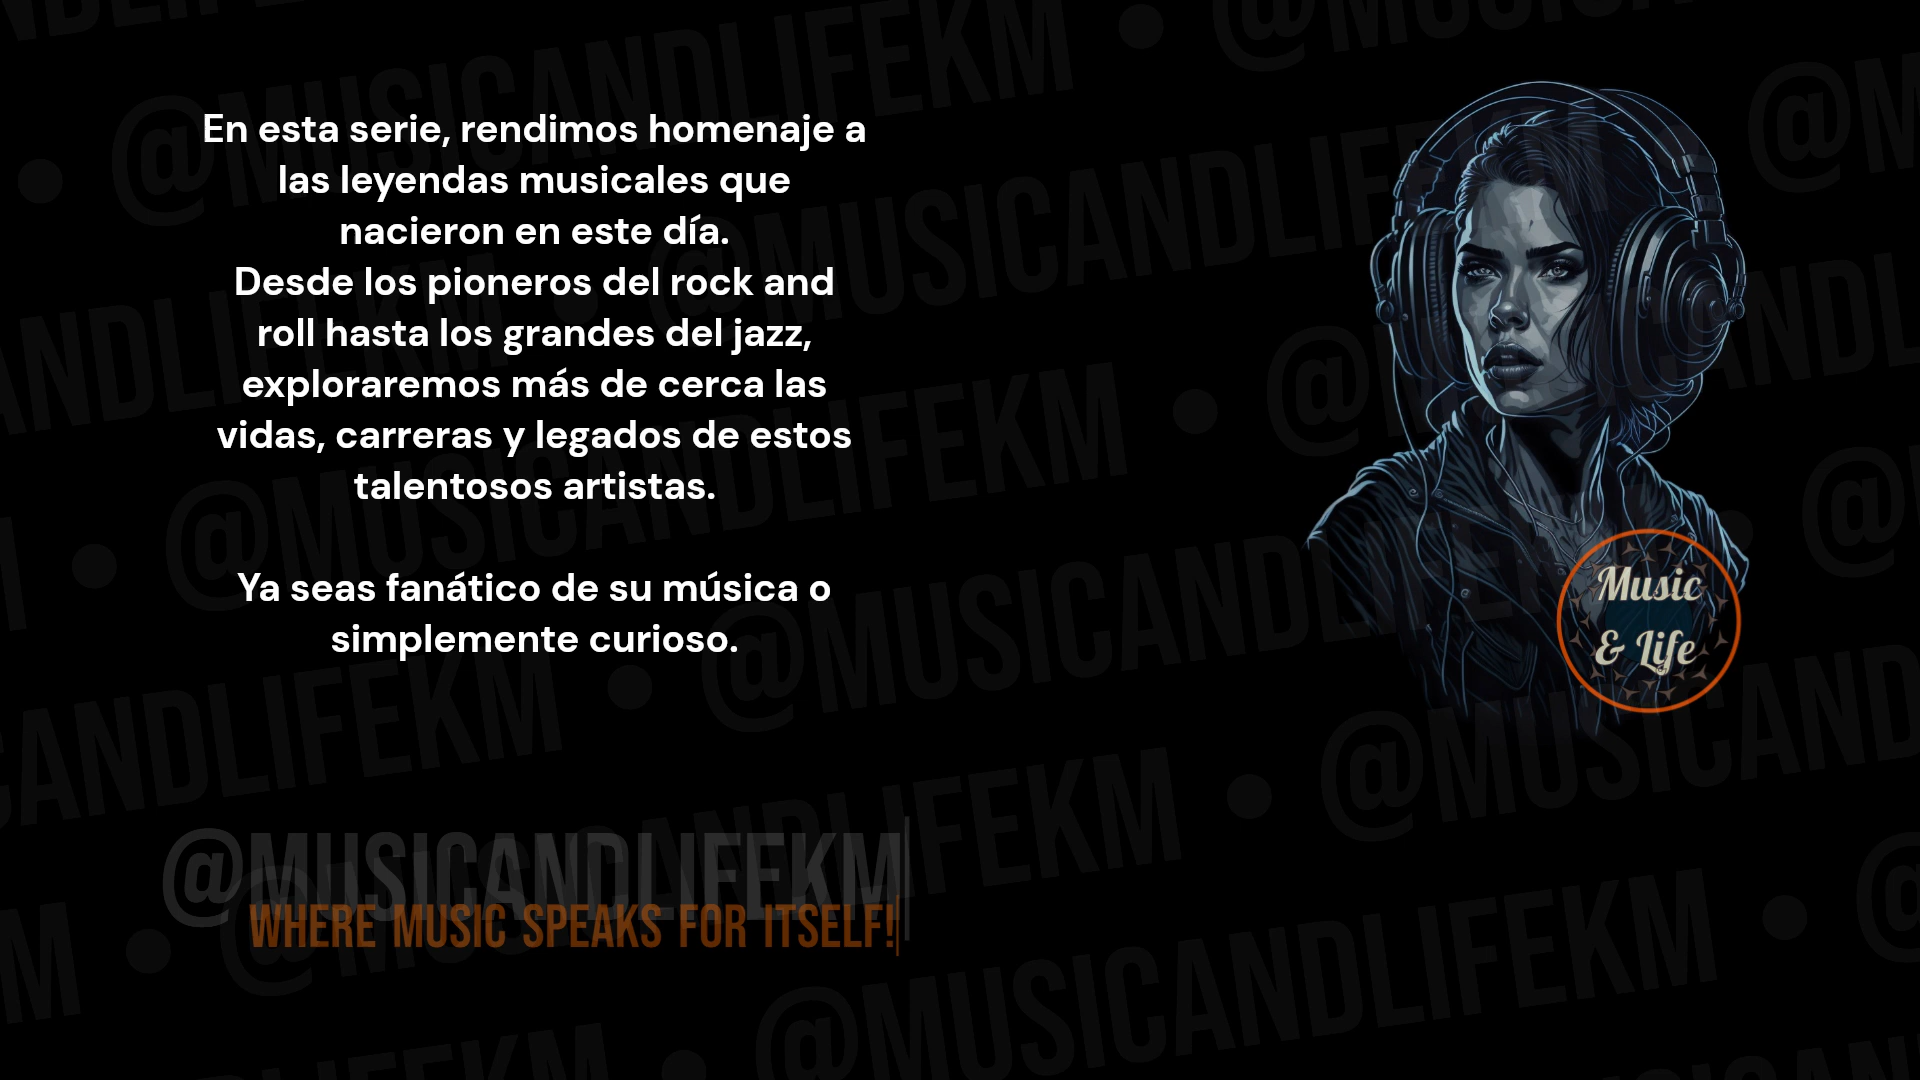 En esta serie, rendimos homenaje a
las leyendas musicales que
nacieron en este día.
Desde los pioneros del rock and
roll hasta los grandes del jazz,
exploraremos más de cerca las
vidas, carreras y legados de estos
talentosos artistas.
Ya seas fanático de su música o
simplemente curioso.
Music
& Life
@MUSICANDLIFEKM
WHERE MUSIC SPEAKS FOR ITSELF!